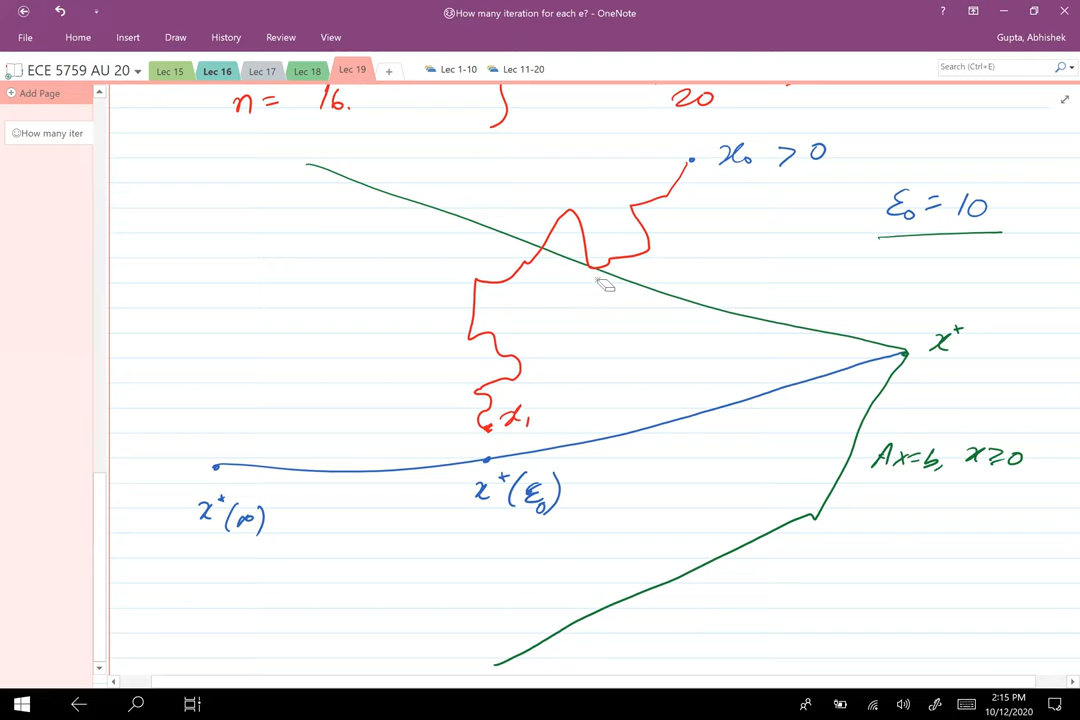 How many iteration for each e? - OneNote
File Home Insert Draw History Review View
Gupta, Abhishek
ECE 5759 AU 20 Lec 15 Lec 16 Lec 17 Lec 18 Lec 19 Lec 1-10 Lec 11-20
Search (Ctrl+E)
Add Page
How many iter
n = 16.
20
x₀ > 0
ε₀ = 10
x*
x₁
Ax=b, x≥0
x*(ε₀)
x*(∞)
2:15 PM
10/12/2020